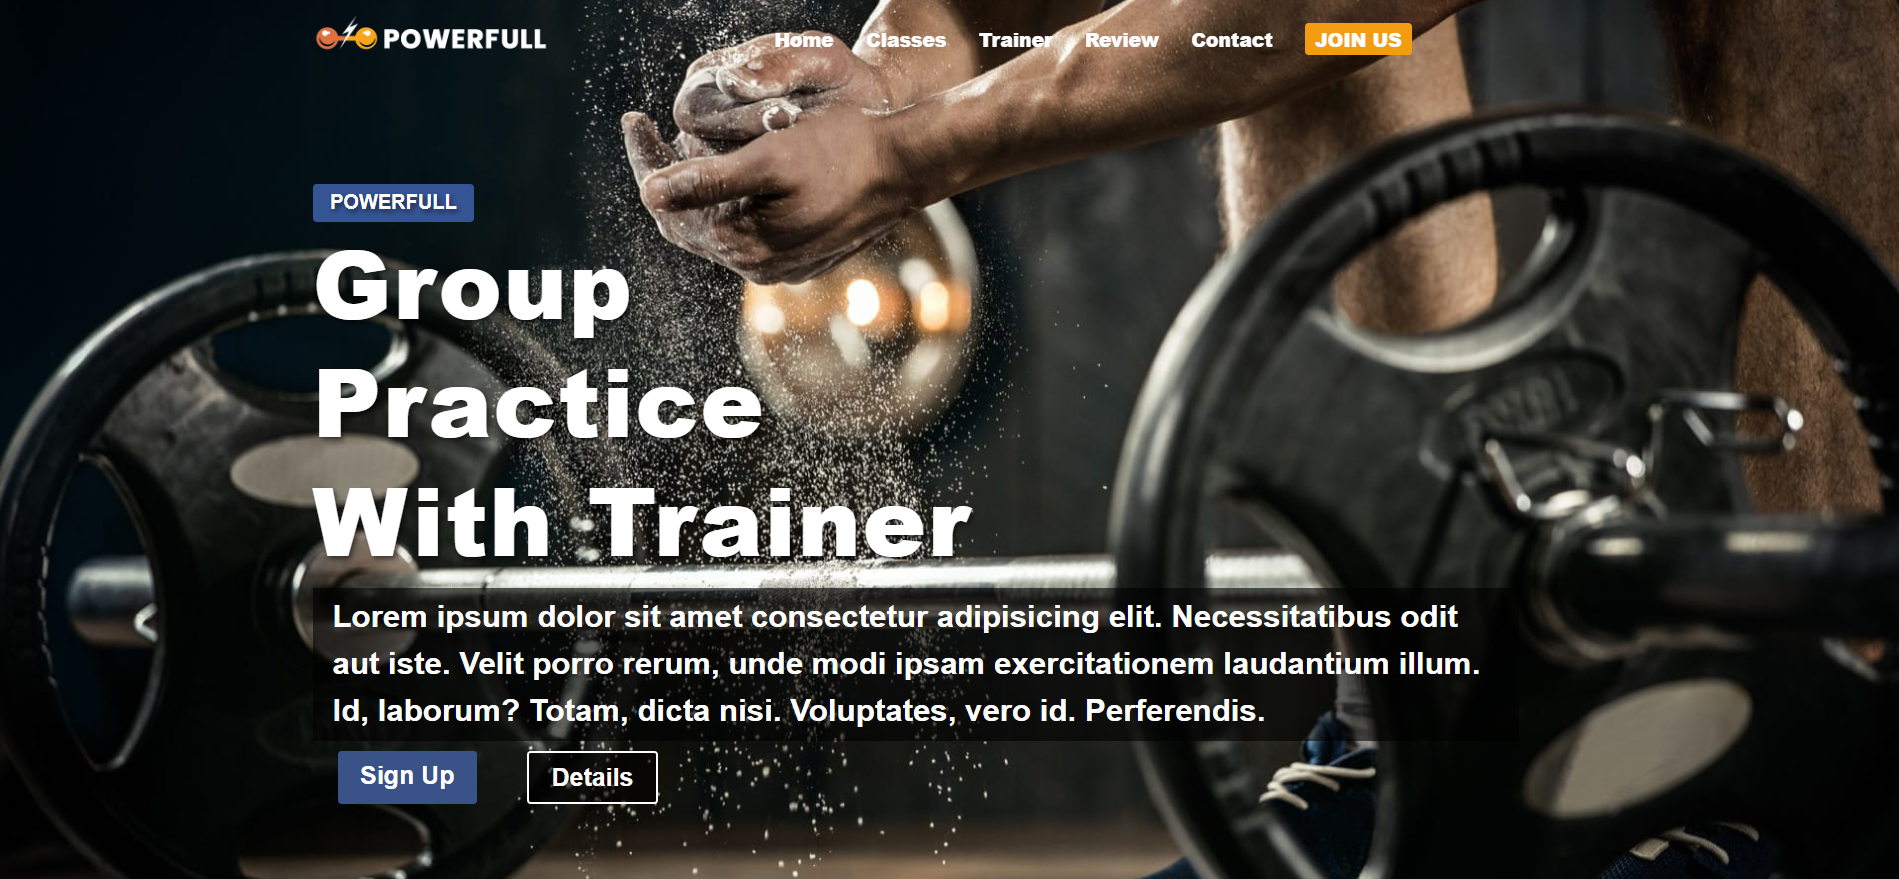 POWERFULL
Home Classes Trainer Review Contact JOIN US
POWERFULL
Group
Practice
With Trainer
Lorem ipsum dolor sit amet consectetur adipisicing elit. Necessitatibus odit
aut iste. Velit porro rerum, unde modi ipsam exercitationem laudantium illum.
Id, laborum? Totam, dicta nisi. Voluptates, vero id. Perferendis.
Sign Up Details